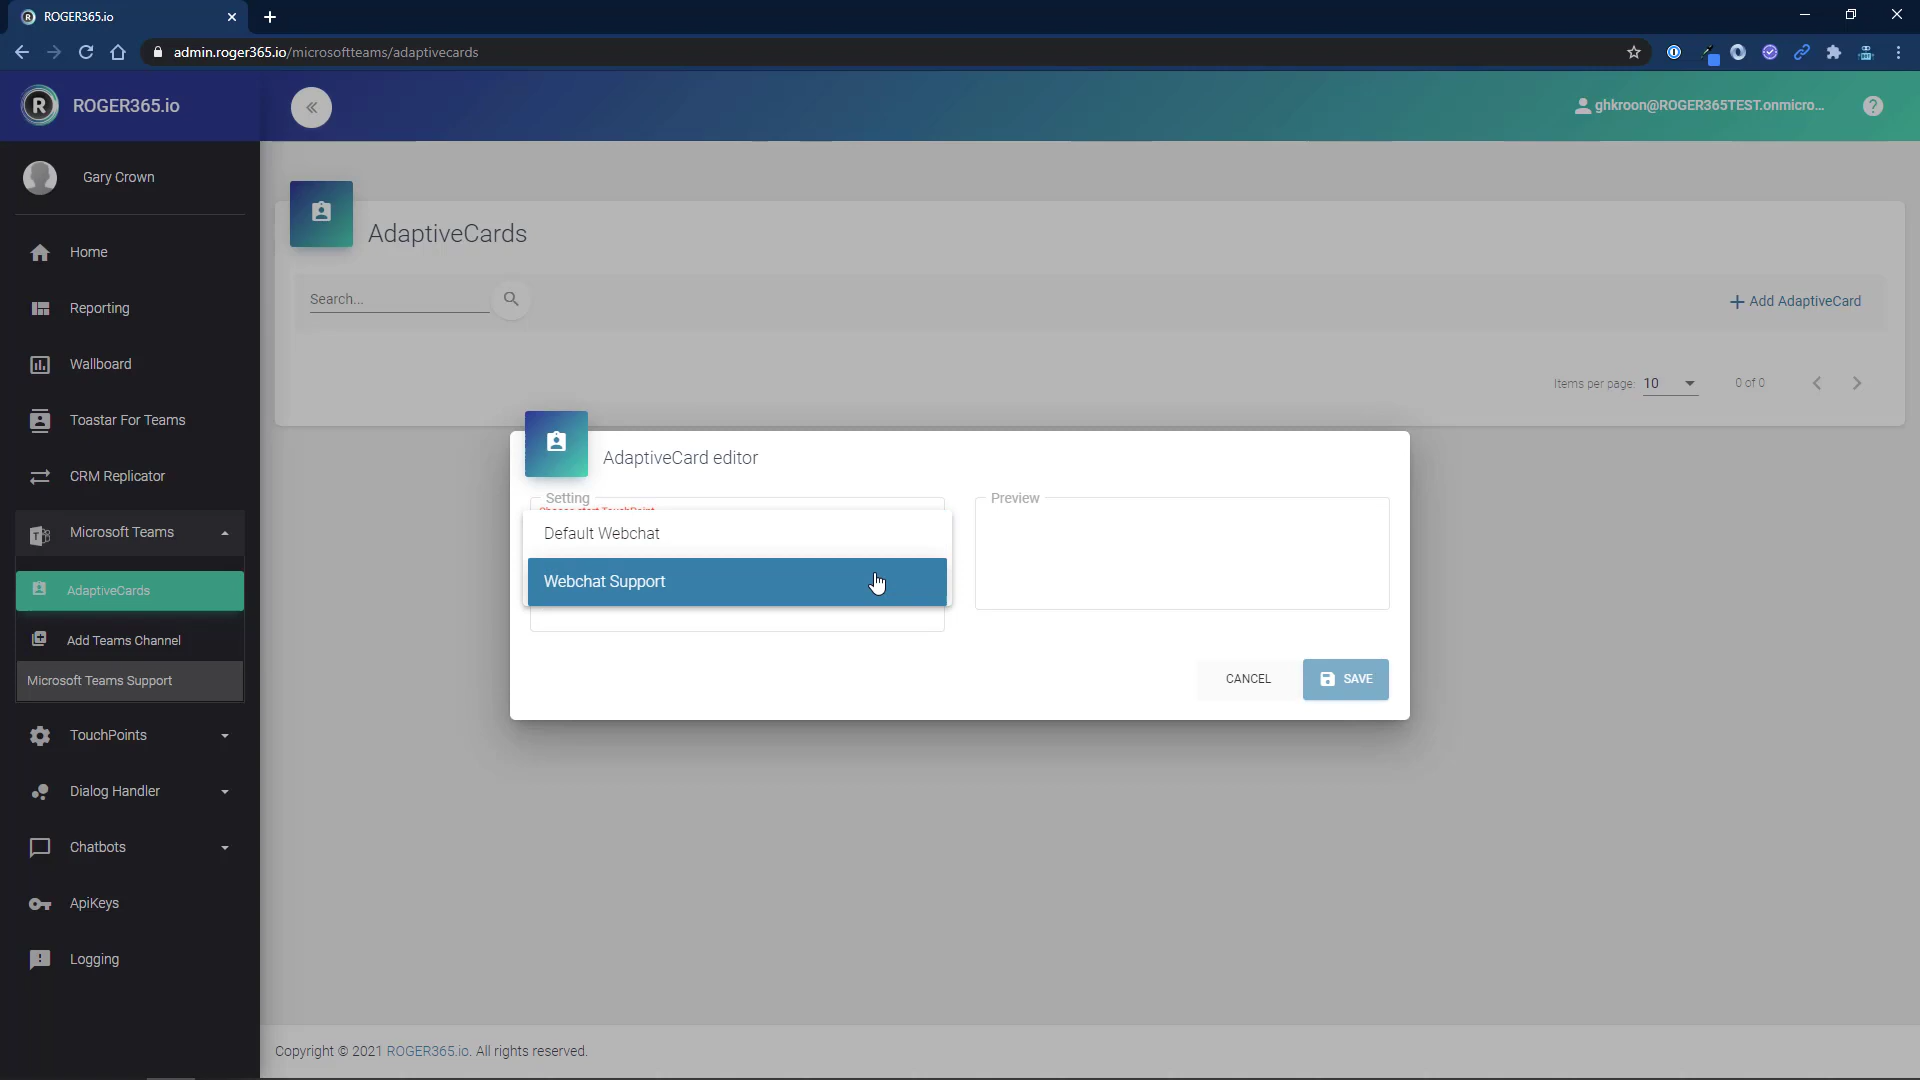 ROGER365.io
admin.roger365.io/microsoftteams/adaptivecards
R ROGER365.io
ghkroon@ROGER365TEST.onmicro...
Gary Crown
Home
Reporting
Wallboard
Toastar For Teams
CRM Replicator
Microsoft Teams
AdaptiveCards
Add Teams Channel
Microsoft Teams Support
TouchPoints
Dialog Handler
Chatbots
ApiKeys
Logging
AdaptiveCards
Search...
Add AdaptiveCard
Items per page: 10
0 of 0
AdaptiveCard editor
Setting
Choose start TouchPoint
Default Webchat
Webchat Support
Preview
CANCEL
SAVE
Copyright © 2021 ROGER365.io. All rights reserved.